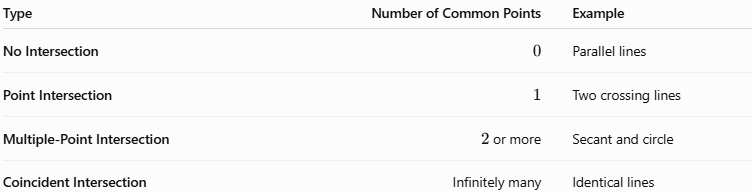 Type Number of Common Points Example
No Intersection 0 Parallel lines
Point Intersection 1 Two crossing lines
Multiple-Point Intersection 2 or more Secant and circle
Coincident Intersection Infinitely many Identical lines